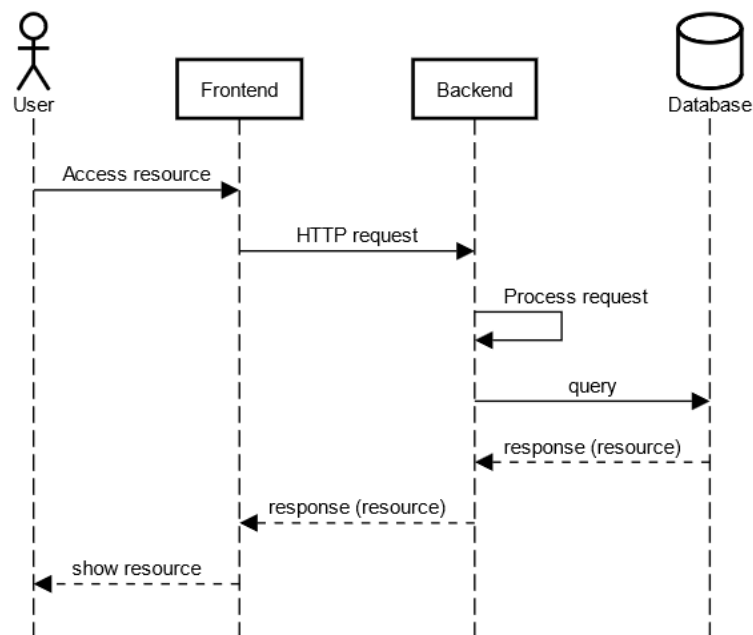 User
Frontend
Backend
Database
Access resource
HTTP request
Process request
query
response (resource)
response (resource)
show resource